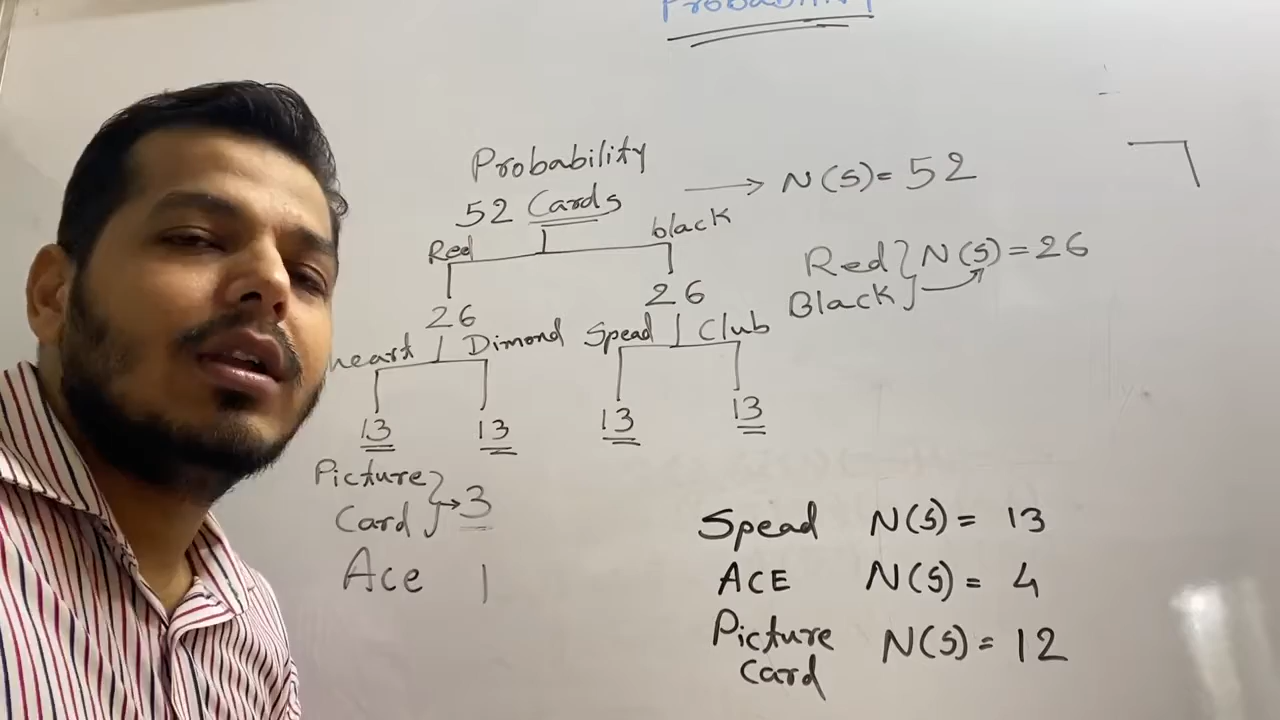 Probability
Probability
52 Cards
N(S)= 52
Red
black
26
26
heart
Dimond
Spead
Club
13
13
13
13
Red
Black
N(S)=26
Picture
Card
3
Ace 1
Spead N(S)= 13
ACE N(S)= 4
Picture
Card
N(S)= 12